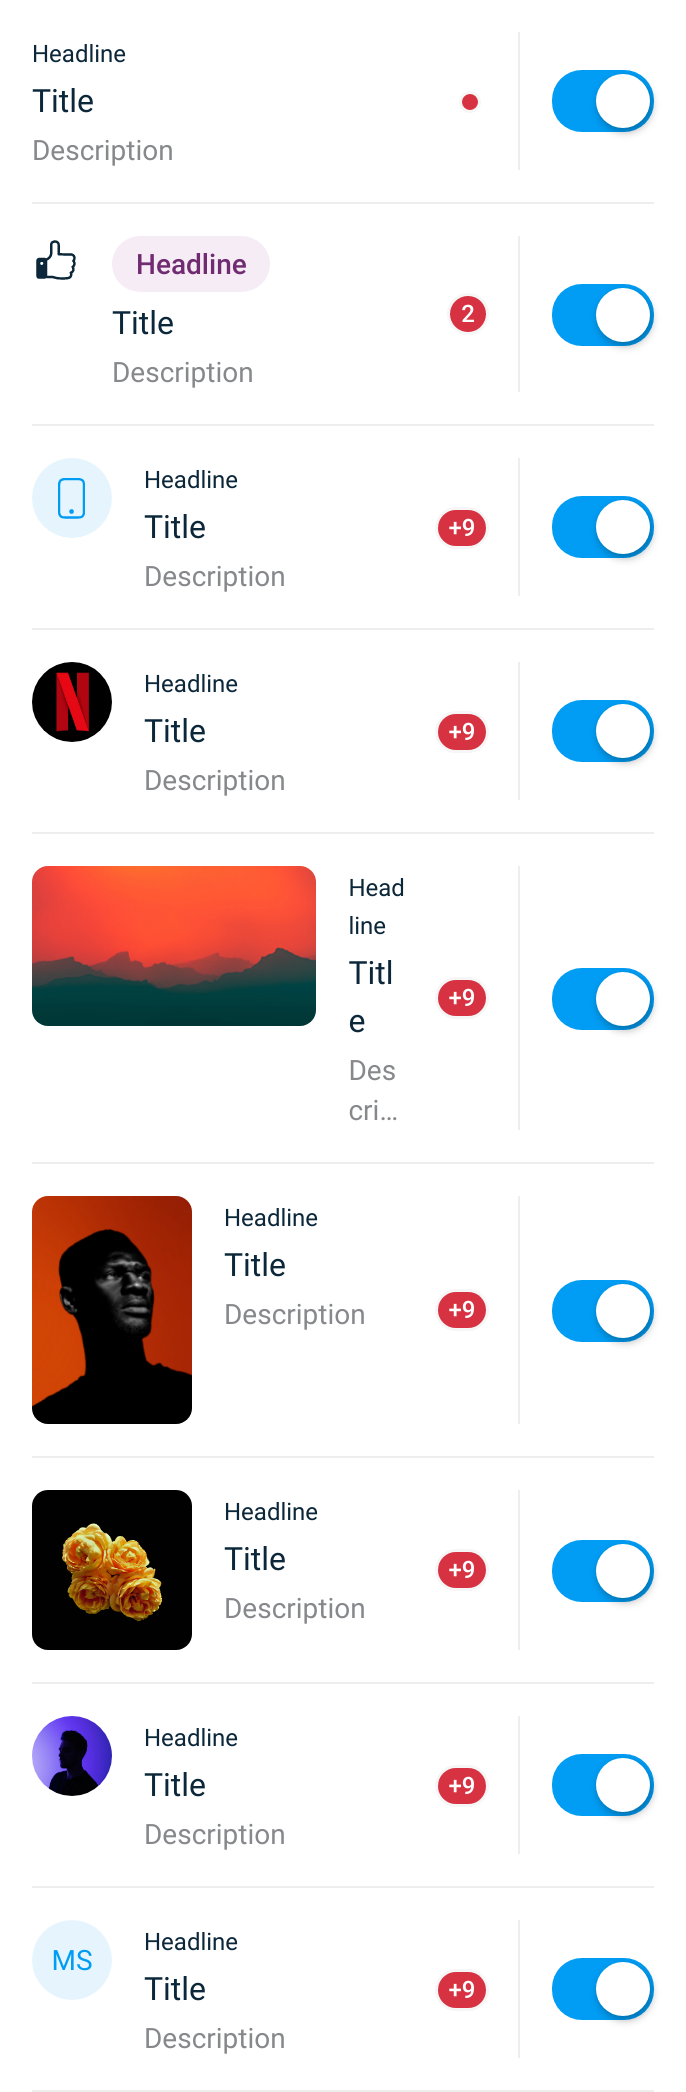 Headline
Title
Description
Headline
Title
2
Description
Headline
Title
+9
Description
N
Headline
Title
+9
Description
Head
line
Titl
e
+9
Des
cri...
Headline
Title
Description
+9
Headline
Title
+9
Description
Headline
Title
+9
Description
MS
Headline
Title
+9
Description